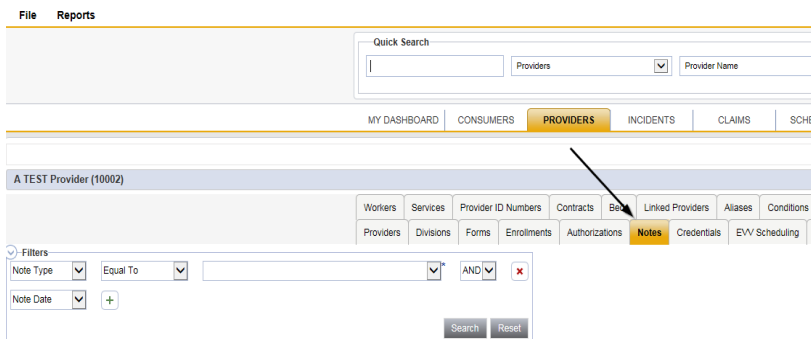 File Reports
Quick Search
Providers Provider Name
MY DASHBOARD CONSUMERS PROVIDERS INCIDENTS CLAIMS
A TEST Provider (10002)
Workers Services Provider ID Numbers Contracts Linked Providers Aliases Conditions
Providers Divisions Forms Enrollments Authorizations Notes Credentials EVV Scheduling
Filters
Note Type Equal To * AND
Note Date
Search Reset